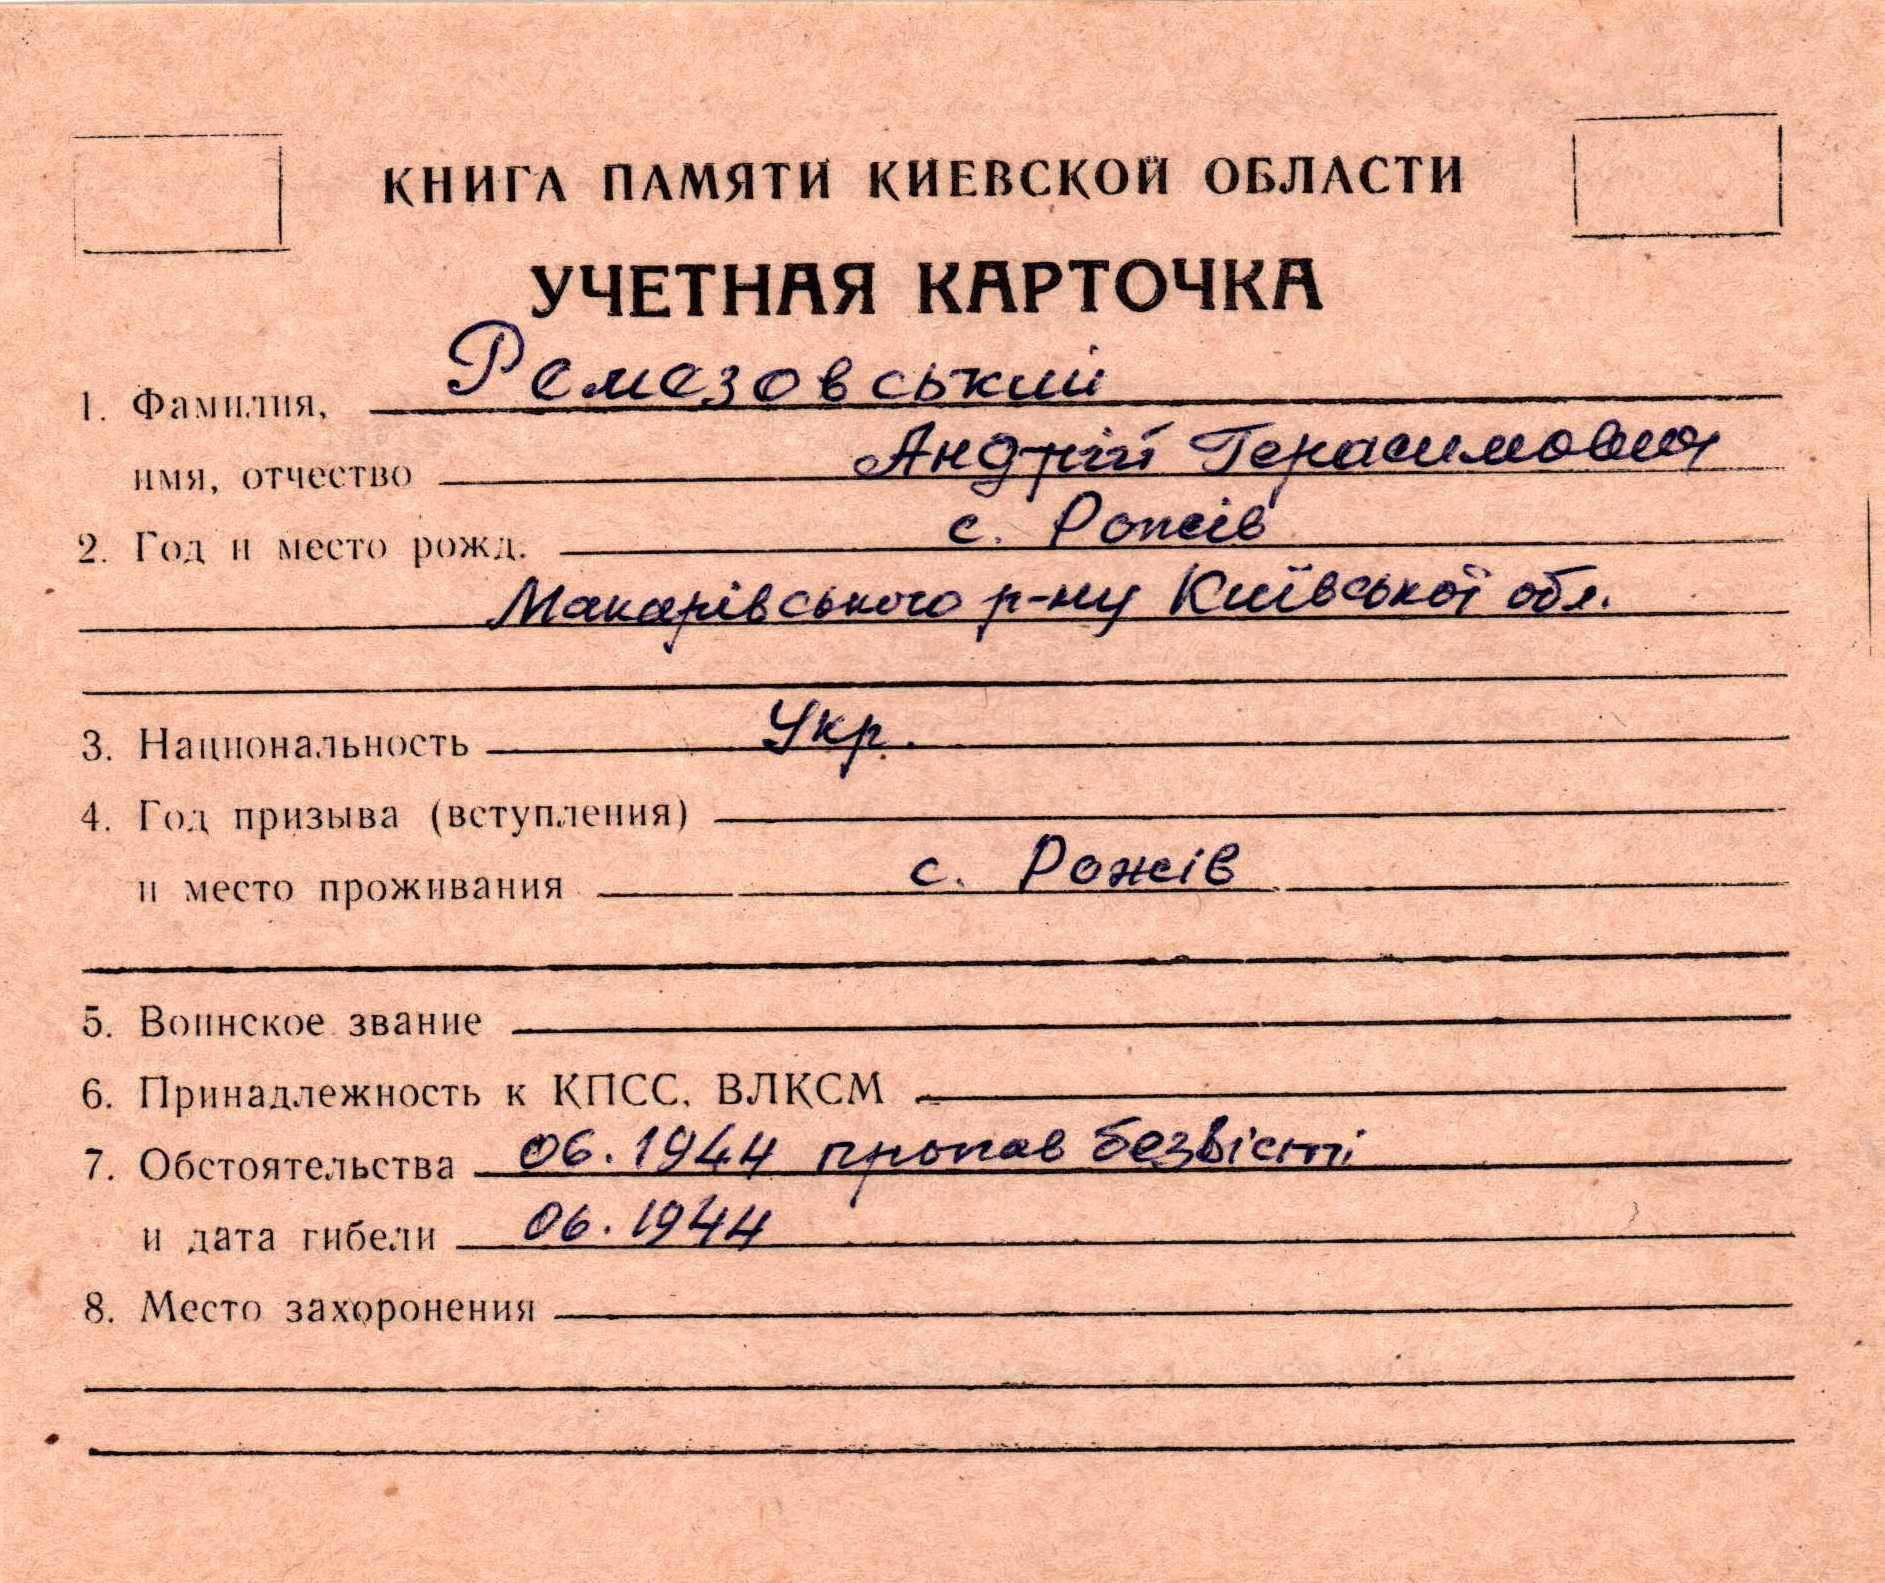 КНИГА ПАМЯТИ КИЕВСКОЙ ОБЛАСТИ
УЧЕТНАЯ КАРТОЧКА
1. Фамилия, Ремезовський
имя, отчество Андрій Герасимович
2. Год и место рожд. с. Рожів
Макарівського р-ну Київської обл.
3. Национальность Укр.
4. Год призыва (вступления)
и место проживания с. Рожів
5. Воинское звание
6. Принадлежность к КПСС, ВЛКСМ
7. Обстоятельства 06.1944 пропав безвісті
и дата гибели 06.1944
8. Место захоронения